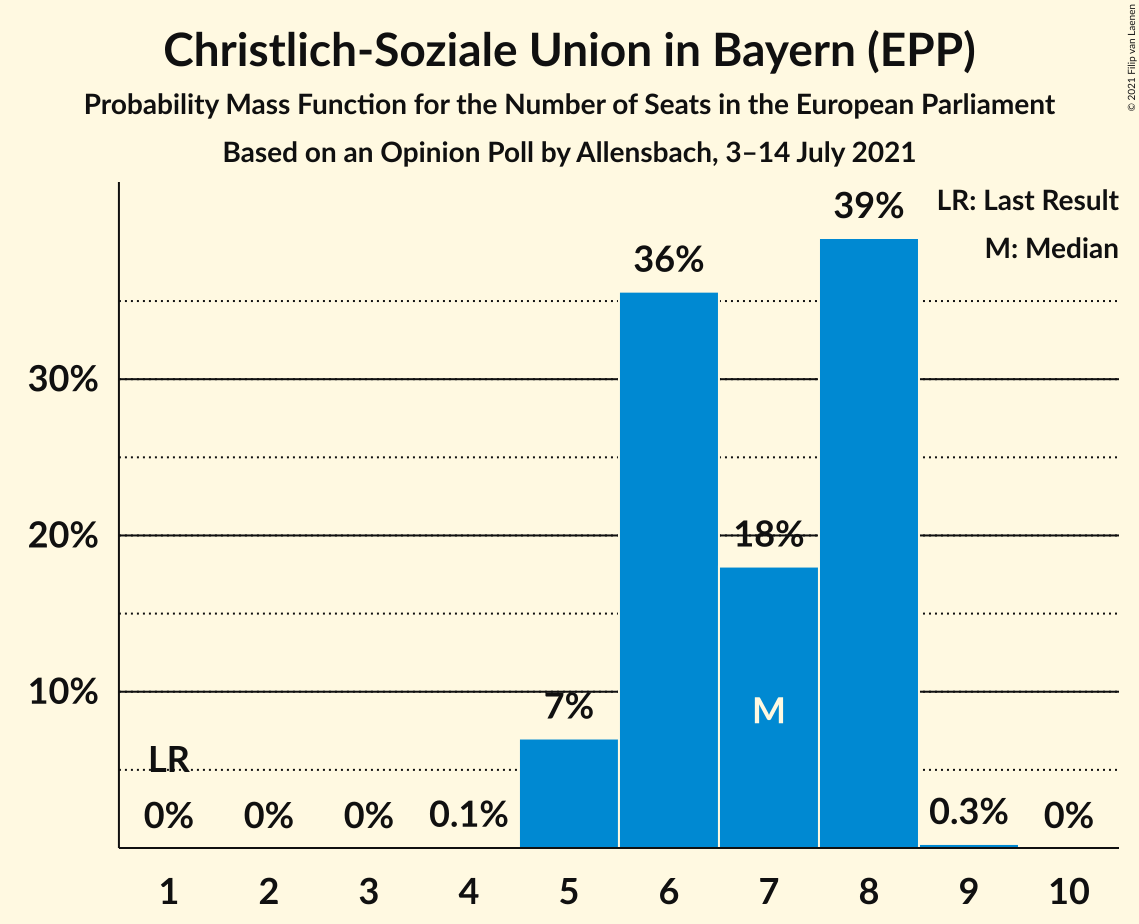 Christlich-Soziale Union in Bayern (EPP)
Probability Mass Function for the Number of Seats in the European Parliament
Based on an Opinion Poll by Allensbach, 3–14 July 2021
© 2021 Filip van Laenen
LR: Last Result
M: Median
39%
36%
30%
20%
18%
10%
7%
M
LR
0% 0% 0% 0.1% 0.3% 0%
1 2 3 4 5 6 7 8 9 10